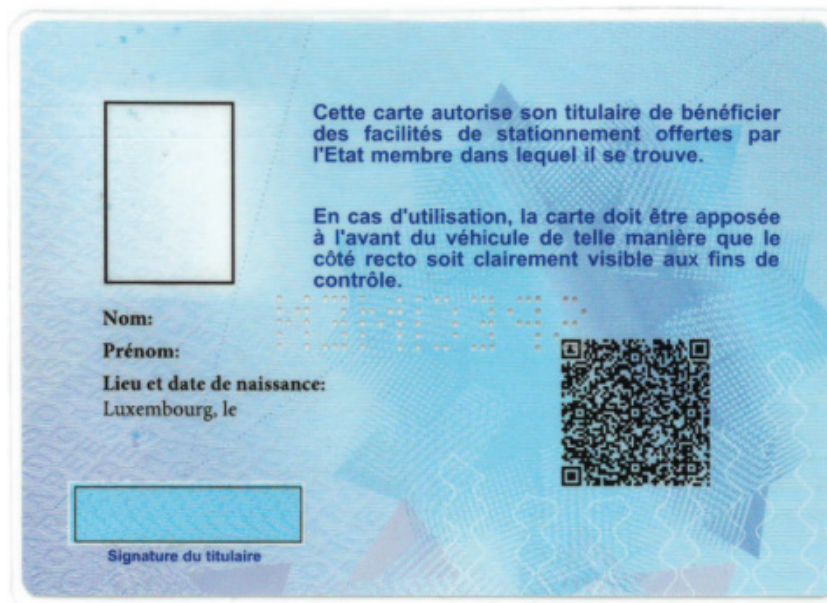 Cette carte autorise son titulaire de bénéficier
des facilités de stationnement offertes par
l'Etat membre dans lequel il se trouve.
En cas d'utilisation, la carte doit être apposée
à l'avant du véhicule de telle manière que le
côté recto soit clairement visible aux fins de
contrôle.
Nom:
Prénom:
Lieu et date de naissance:
Luxembourg, le
Signature du titulaire